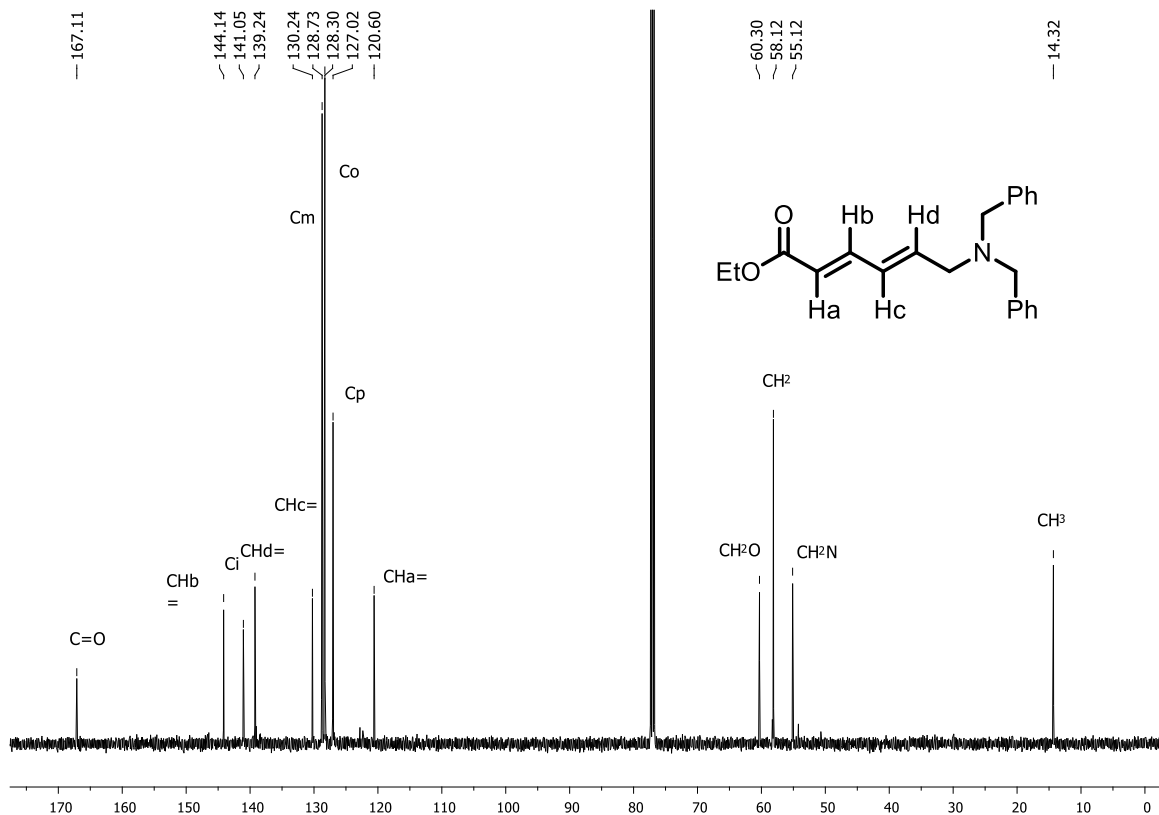 167.11
144.14
141.05
139.24
130.24
128.73
128.30
127.02
120.60
60.30
58.12
55.12
14.32
Co
Cm
O
Hb
Hd
Ph
EtO
N
Ha
Hc
Ph
Cp
CH²
CHc=
CHb
=
Ci
CHd=
CHa=
CH²O
CH²N
CH³
C=O
170 160 150 140 130 120 110 100 90 80 70 60 50 40 30 20 10 0